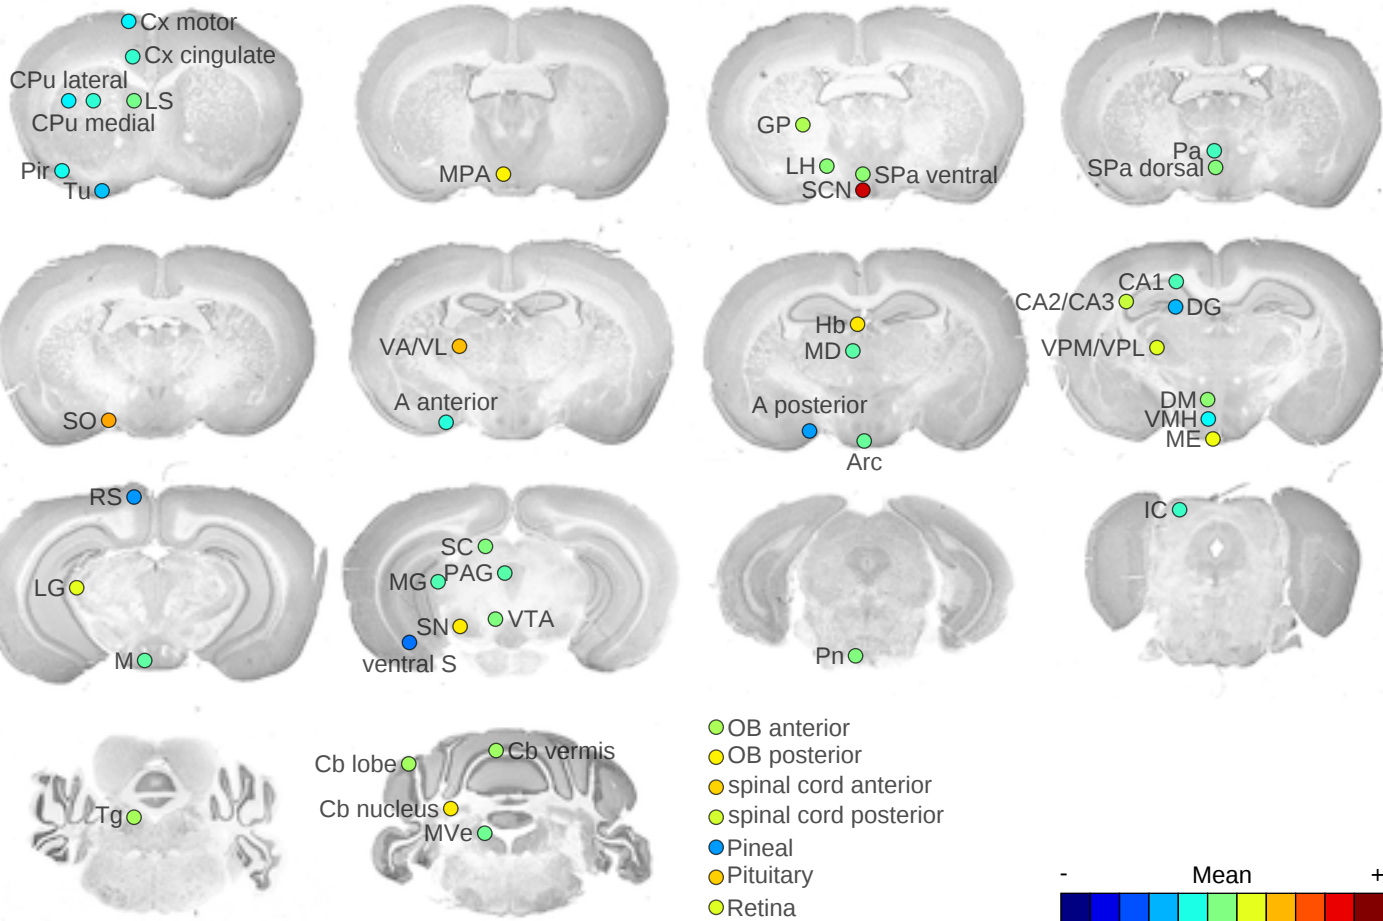 Cx motor
Cx cingulate
CPu lateral
LS
CPu medial
Pir
Tu
MPA
GP
LH
SPa ventral
SCN
Pa
SPa dorsal
SO
VA/VL
A anterior
Hb
MD
A posterior
Arc
CA1
CA2/CA3
DG
VPM/VPL
DM
VMH
ME
RS
LG
M
SC
MG
PAG
SN
VTA
ventral S
Pn
IC
Tg
Cb lobe
Cb vermis
Cb nucleus
MVe
OB anterior
OB posterior
spinal cord anterior
spinal cord posterior
Pineal
Pituitary
Retina
- Mean +